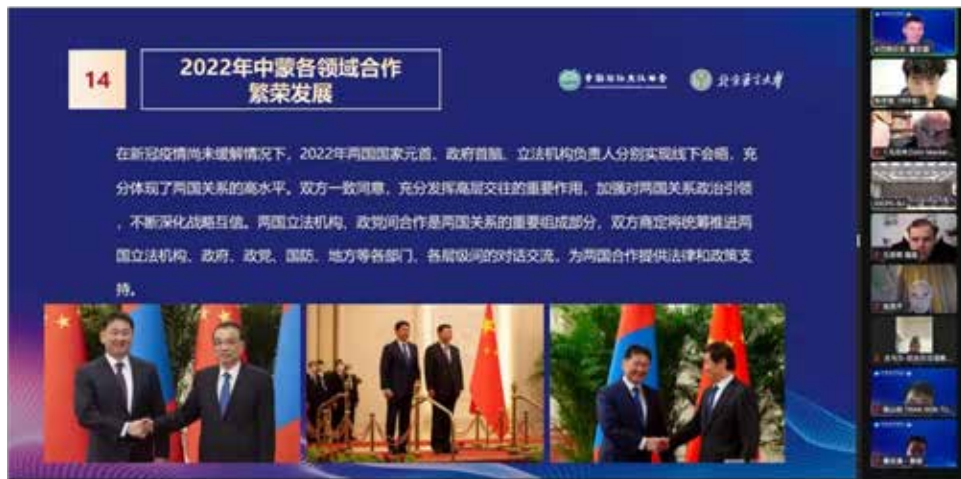 14
2022年中蒙各领域合作
繁荣发展
北京语言大学
在新冠疫情尚未缓解情况下，2022年两国国家元首、政府首脑、立法机构负责人分别实现线下会晤，充
分体现了两国关系的高水平。双方一致同意，充分发挥高层交往的重要作用，加强对两国关系政治引领
，不断深化战略互信。两国立法机构、政党间合作是两国关系的重要组成部分，双方商定将统筹推进两
国立法机构、政府、政党、国防、地方等各部门、各层级间的对话交流，为两国合作提供法律和政策支
持。